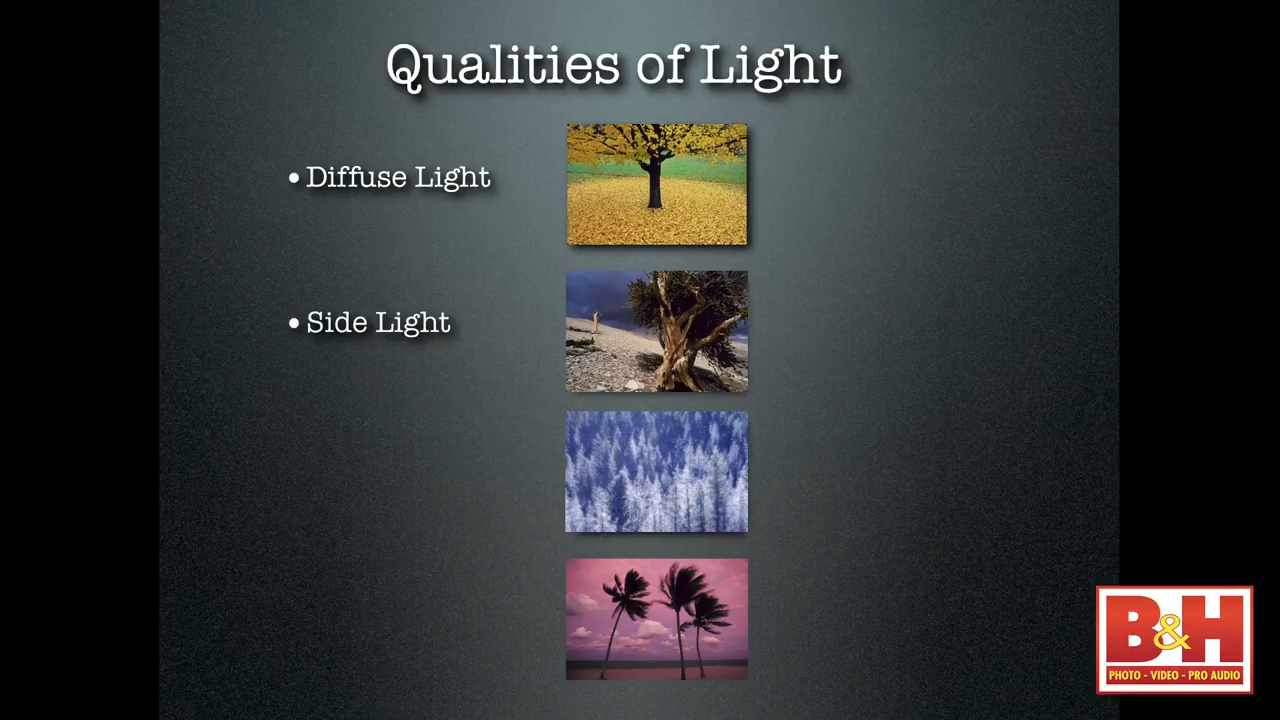 Qualities of Light
• Diffuse Light
• Side Light
B&H
PHOTO - VIDEO - PRO AUDIO